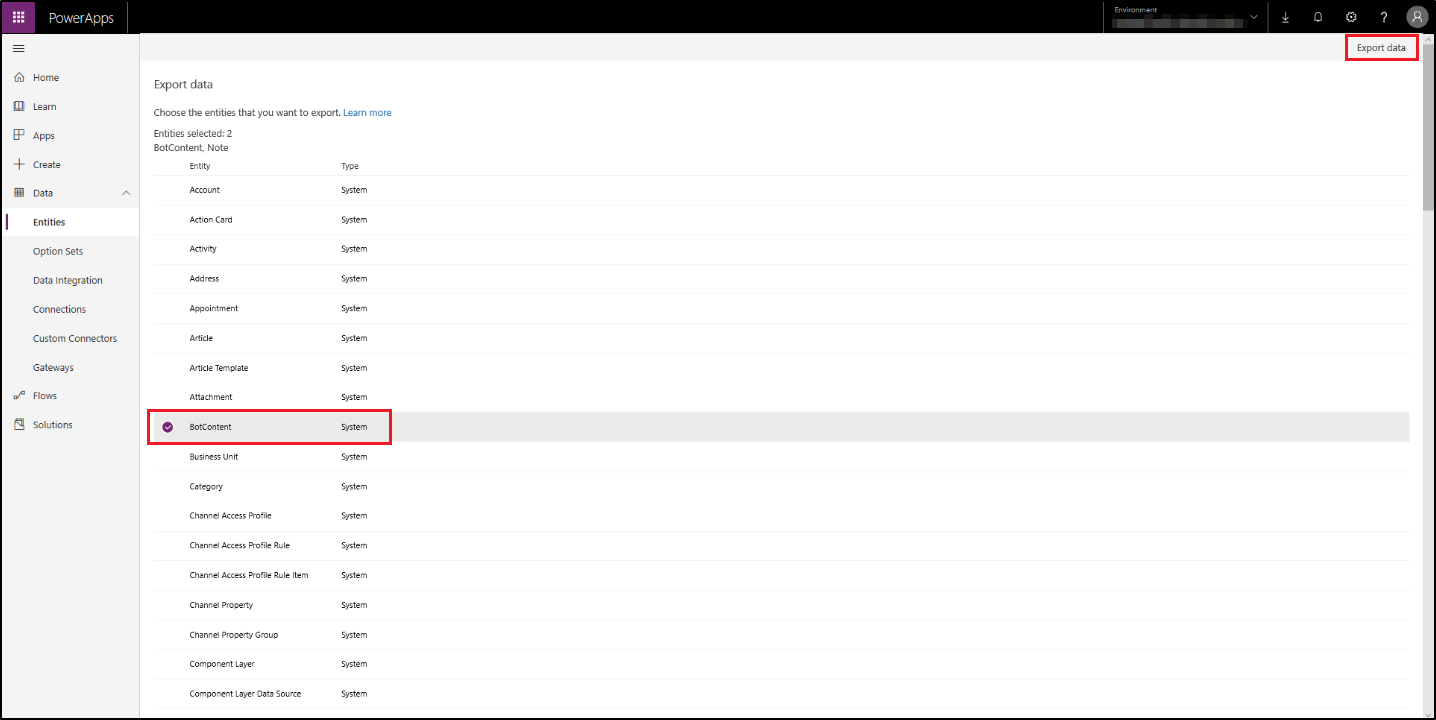 PowerApps
Environment
Export data
Home
Learn
Apps
Create
Data
Entities
Option Sets
Data Integration
Connections
Custom Connectors
Gateways
Flows
Solutions
Export data
Choose the entities that you want to export. Learn more
Entities selected: 2
BotContent, Note
Entity Type
Account System
Action Card System
Activity System
Address System
Appointment System
Article System
Article Template System
Attachment System
BotContent System
Business Unit System
Category System
Channel Access Profile System
Channel Access Profile Rule System
Channel Access Profile Rule Item System
Channel Property System
Channel Property Group System
Component Layer System
Component Layer Data Source System